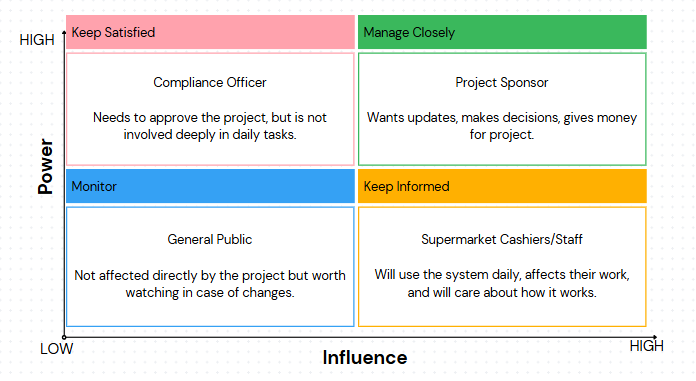 Keep Satisfied
Manage Closely
HIGH
Compliance Officer
Needs to approve the project, but is not
involved deeply in daily tasks.
Project Sponsor
Wants updates, makes decisions, gives money
for project.
Power
Monitor
Keep Informed
General Public
Not affected directly by the project but worth
watching in case of changes.
Supermarket Cashiers/Staff
Will use the system daily, affects their work,
and will care about how it works.
LOW
Influence
HIGH